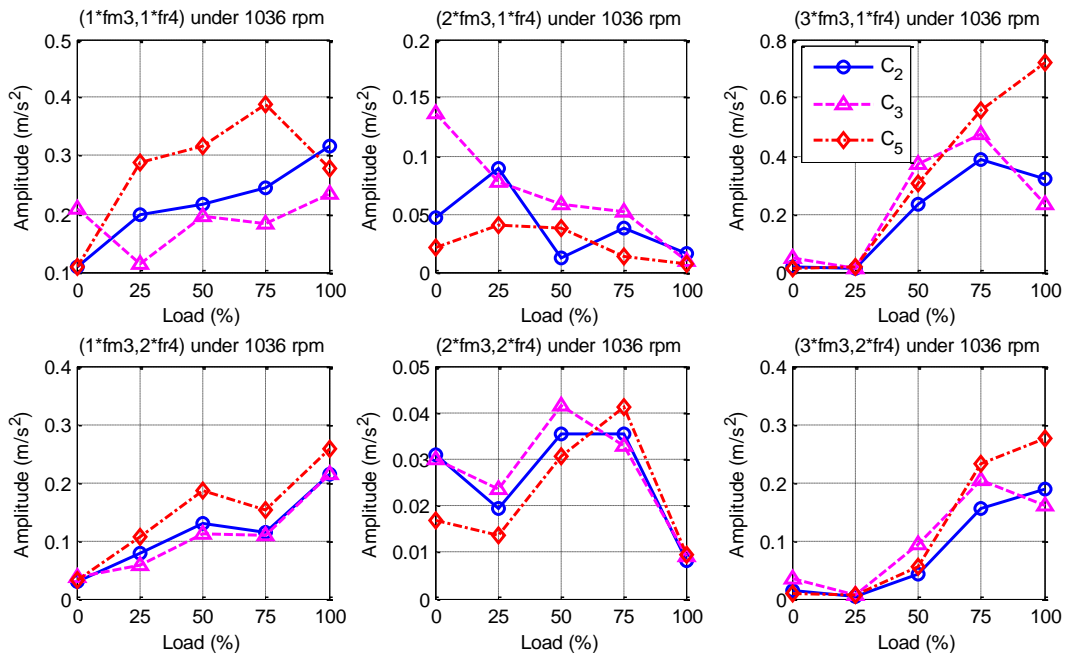 (1*fm3,1*fr4) under 1036 rpm
0.5
0.4
0.3
0.2
0.1
Amplitude (m/s²)
0 25 50 75 100
Load (%)
(2*fm3,1*fr4) under 1036 rpm
0.2
0.15
0.1
0.05
0
Amplitude (m/s²)
0 25 50 75 100
Load (%)
(3*fm3,1*fr4) under 1036 rpm
0.8
0.6
0.4
0.2
0
Amplitude (m/s²)
C₂
C₃
C₅
0 25 50 75 100
Load (%)
(1*fm3,2*fr4) under 1036 rpm
0.4
0.3
0.2
0.1
0
Amplitude (m/s²)
0 25 50 75 100
Load (%)
(2*fm3,2*fr4) under 1036 rpm
0.05
0.04
0.03
0.02
0.01
0
Amplitude (m/s²)
0 25 50 75 100
Load (%)
(3*fm3,2*fr4) under 1036 rpm
0.4
0.3
0.2
0.1
0
Amplitude (m/s²)
0 25 50 75 100
Load (%)